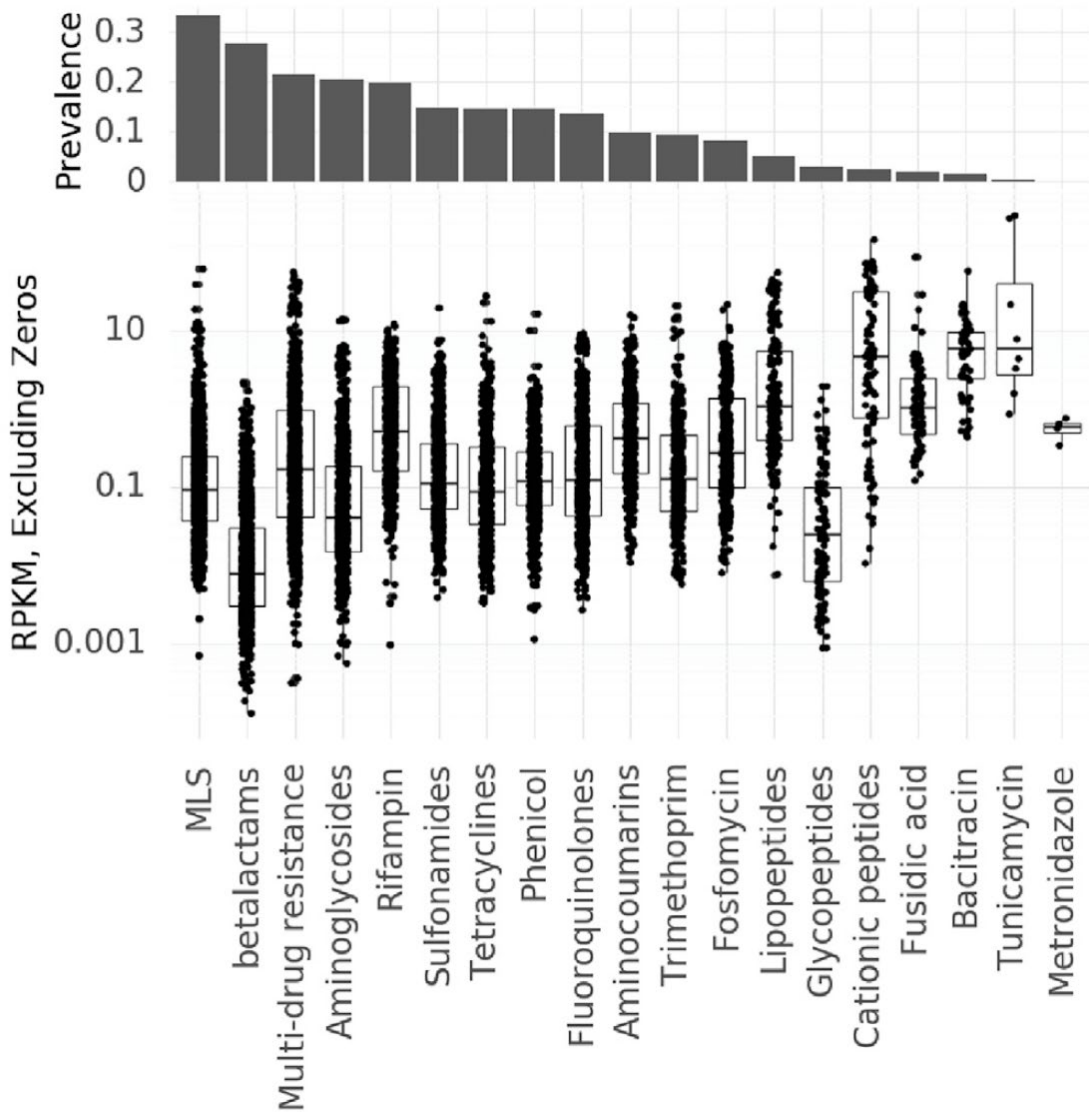 Prevalence
0.3
0.2
0.1
0
RPKM, Excluding Zeros
10
0.1
0.001
MLS
betalactams
Multi-drug resistance
Aminoglycosides
Rifampin
Sulfonamides
Tetracyclines
Phenicol
Fluoroquinolones
Aminocoumarins
Trimethoprim
Fosfomycin
Lipopeptides
Glycopeptides
Cationic peptides
Fusidic acid
Bacitracin
Tunicamycin
Metronidazole